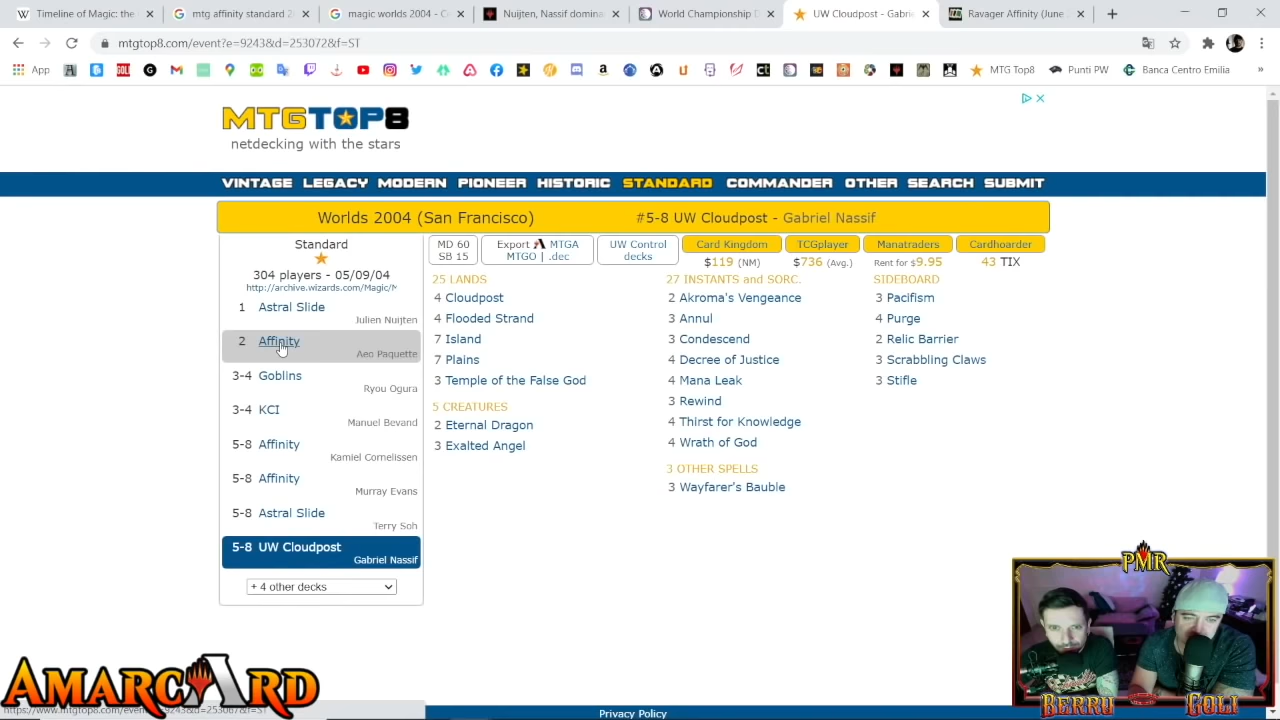 Timeline of Magic: the
mtg affinity standard 20
magic worlds 2004 - C
Nuijten, Nassif domina
World Championship D
UW Cloudpost - Gabrie
Ravager Affinity (June
mtgtop8.com/event?e=9243&d=253072&f=ST
App
MTG Top8
Punti PW
Banca Centro Emilia
MTGTOP8
netdecking with the stars
VINTAGE LEGACY MODERN PIONEER HISTORIC STANDARD COMMANDER OTHER SEARCH SUBMIT
Worlds 2004 (San Francisco)
#5-8 UW Cloudpost - Gabriel Nassif
Standard
304 players - 05/09/04
http://archive.wizards.com/Magic/M
1 Astral Slide
Julien Nuijten
2 Affinity
Aeo Paquette
3-4 Goblins
Ryou Ogura
3-4 KCI
Manuel Bevand
5-8 Affinity
Kamiel Cornelissen
5-8 Affinity
Murray Evans
5-8 Astral Slide
Terry Soh
5-8 UW Cloudpost
Gabriel Nassif
+ 4 other decks
MD 60
SB 15
Export MTGA
MTGO | .dec
UW Control
decks
Card Kingdom
$119 (NM)
TCGplayer
$736 (Avg.)
Manatraders
Rent for $9.95
Cardhoarder
43 TIX
25 LANDS
4 Cloudpost
4 Flooded Strand
7 Island
7 Plains
3 Temple of the False God
5 CREATURES
2 Eternal Dragon
3 Exalted Angel
27 INSTANTS and SORC.
2 Akroma's Vengeance
3 Annul
3 Condescend
4 Decree of Justice
4 Mana Leak
3 Rewind
4 Thirst for Knowledge
4 Wrath of God
3 OTHER SPELLS
3 Wayfarer's Bauble
SIDEBOARD
3 Pacifism
4 Purge
2 Relic Barrier
3 Scrabbling Claws
3 Stifle
PMR
BERRU
GOLI
AMARCARD
https://www.mtgtop8.com/event?e=9243&d=253067&f=ST
Privacy Policy